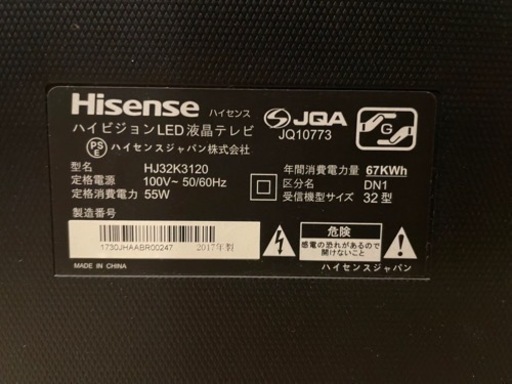 Hisense ハイセンス
ハイビジョンLED液晶テレビ
PS E ハイセンスジャパン株式会社
JQA
JQ10773
G
型名 HJ32K3120
定格電源 100V~ 50/60Hz
定格消費電力 55W
製造番号
年間消費電力量 67KWh
区分名 DN1
受信機型サイズ 32型
1730JHAABR00247 2017年製
MADE IN CHINA
危険
感電の恐れがあるので
開けないこと。
ハイセンスジャパン